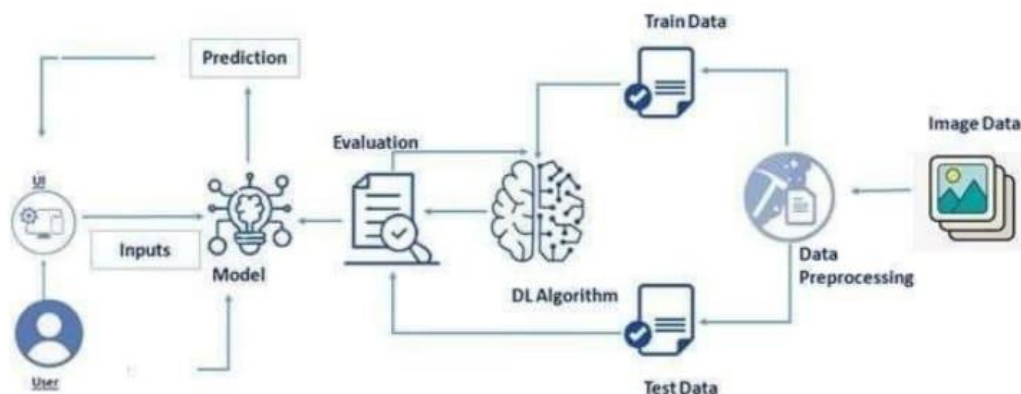 Train Data
Prediction
Image Data
Evaluation
UI
Inputs
Model
Data
Preprocessing
DL Algorithm
User
Test Data